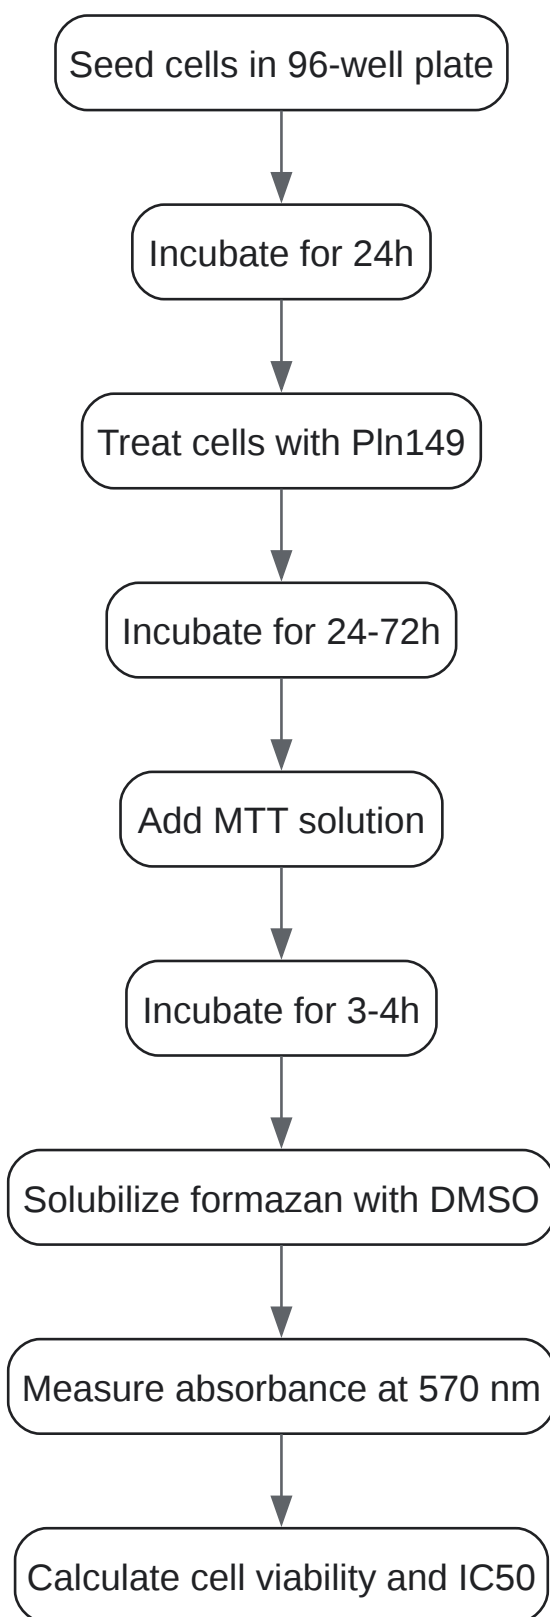 Seed cells in 96-well plate
Incubate for 24h
Treat cells with Pln149
Incubate for 24-72h
Add MTT solution
Incubate for 3-4h
Solubilize formazan with DMSO
Measure absorbance at 570 nm
Calculate cell viability and IC50